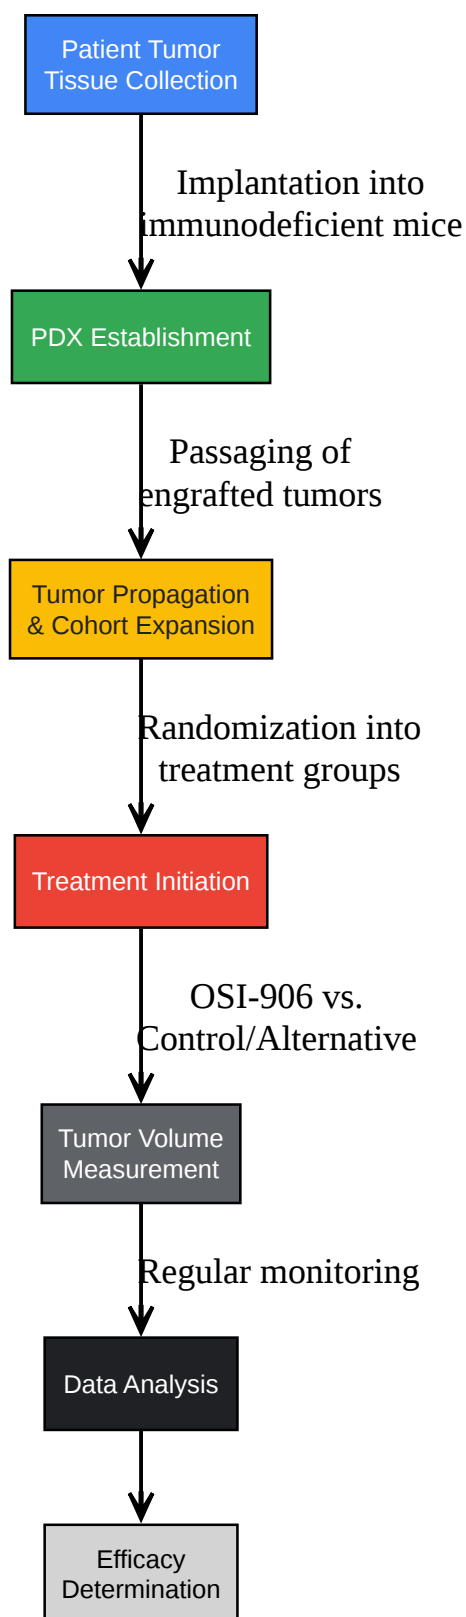 Patient Tumor
Tissue Collection
Implantation into
immunodeficient mice
PDX Establishment
Passaging of
engrafted tumors
Tumor Propagation
& Cohort Expansion
Randomization into
treatment groups
Treatment Initiation
OSI-906 vs.
Control/Alternative
Tumor Volume
Measurement
Regular monitoring
Data Analysis
Efficacy
Determination